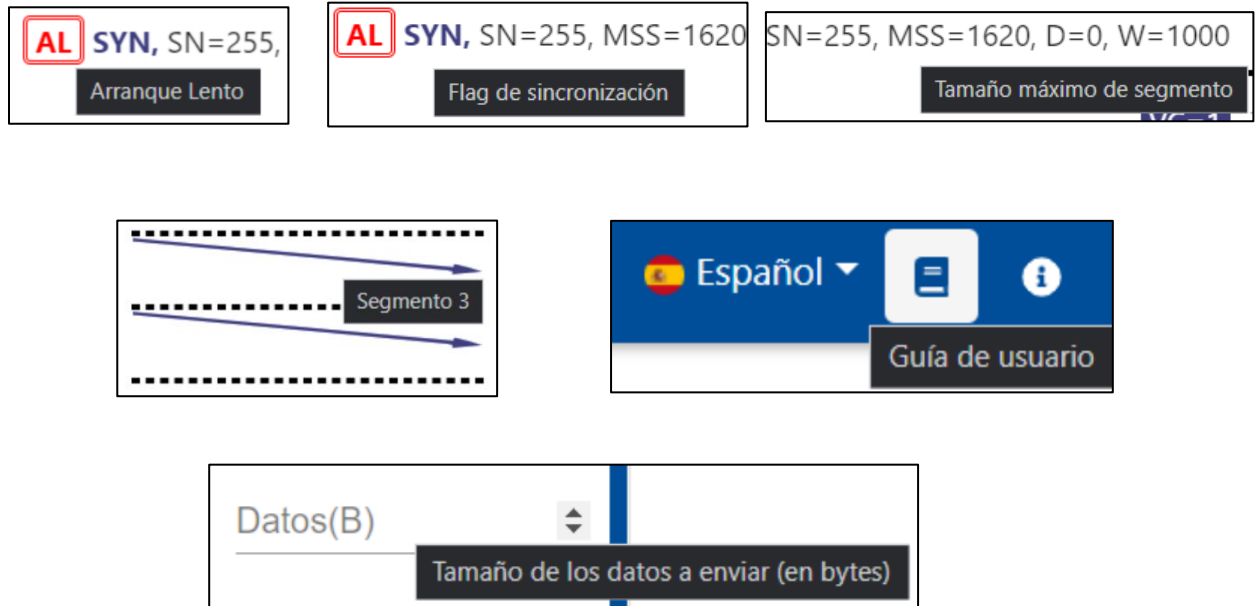 AL SYN, SN=255,
Arranque Lento
AL SYN, SN=255, MSS=1620
Flag de sincronización
SN=255, MSS=1620, D=0, W=1000
Tamaño máximo de segmento
Segmento 3
Español
Guía de usuario
Datos(B)
Tamaño de los datos a enviar (en bytes)